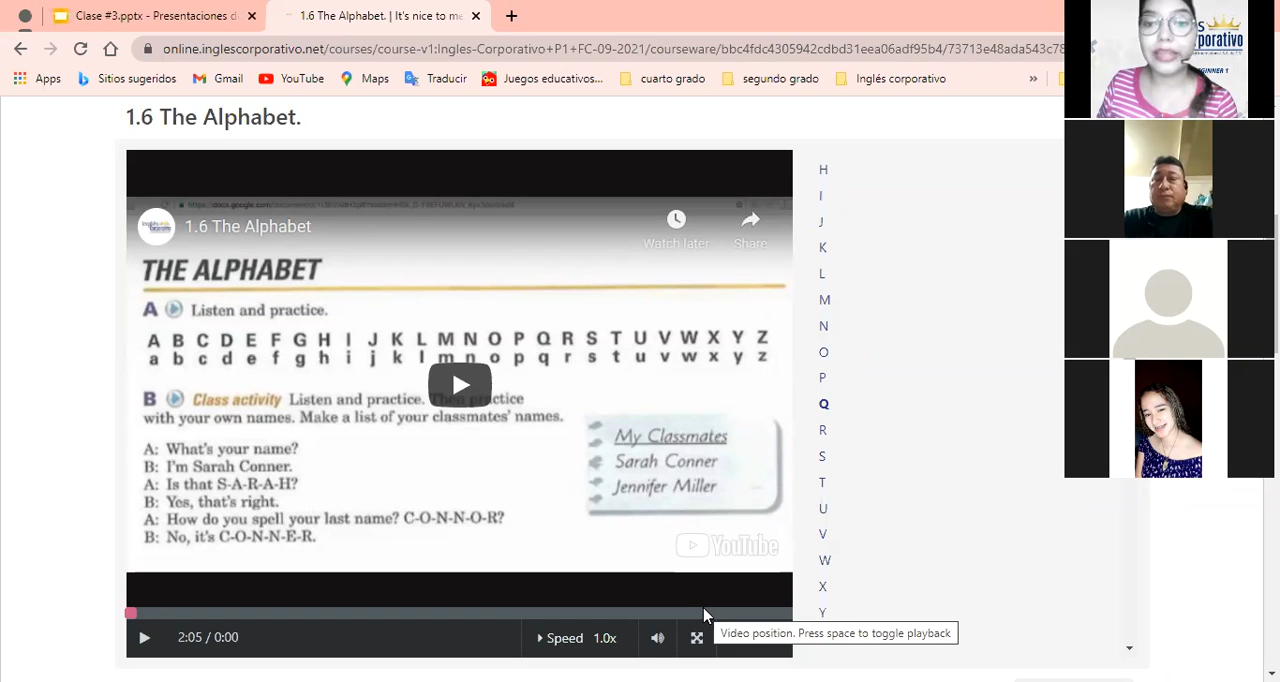 Clase #3.pptx - Presentaciones d
1.6 The Alphabet. | It's nice to me
online.inglescorporativo.net/courses/course-v1:Ingles-Corporativo+P1+FC-09-2021/courseware/bbc4fdc4305942cdbd31eea06adf95b4/73713e48ada543c78
Apps
Sitios sugeridos
Gmail
YouTube
Maps
Traducir
Juegos educativos...
cuarto grado
segundo grado
Inglés corporativo
»
1.6 The Alphabet.
1.6 The Alphabet
Watch later
Share
THE ALPHABET
A Listen and practice.
A B C D E F G H I J K L M N O P Q R S T U V W X Y Z
a b c d e f g h i j k l m n o p q r s t u v w x y z
B Class activity Listen and practice. Then practice
with your own names. Make a list of your classmates' names.
A: What's your name?
B: I'm Sarah Conner.
A: Is that S-A-R-A-H?
B: Yes, that's right.
A: How do you spell your last name? C-O-N-N-O-R?
B: No, it's C-O-N-N-E-R.
My Classmates
Sarah Conner
Jennifer Miller
YouTube
2:05 / 0:00
Speed 1.0x
Video position. Press space to toggle playback
H
I
J
K
L
M
N
O
P
Q
R
S
T
U
V
W
X
Y